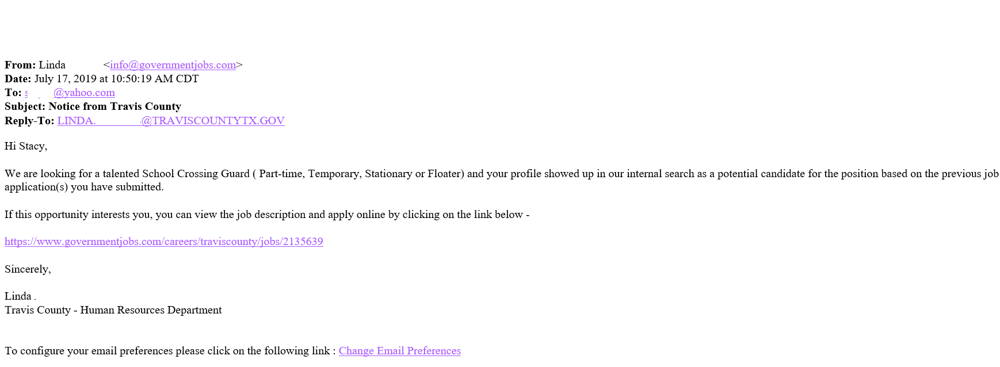 From: Linda <info@governmentjobs.com>
Date: July 17, 2019 at 10:50:19 AM CDT
To: s @yahoo.com
Subject: Notice from Travis County
Reply-To: LINDA. @TRAVISCOUNTYTX.GOV
Hi Stacy,
We are looking for a talented School Crossing Guard ( Part-time, Temporary, Stationary or Floater) and your profile showed up in our internal search as a potential candidate for the position based on the previous job
application(s) you have submitted.
If this opportunity interests you, you can view the job description and apply online by clicking on the link below -
https://www.governmentjobs.com/careers/traviscounty/jobs/2135639
Sincerely,
Linda .
Travis County - Human Resources Department
To configure your email preferences please click on the following link : Change Email Preferences